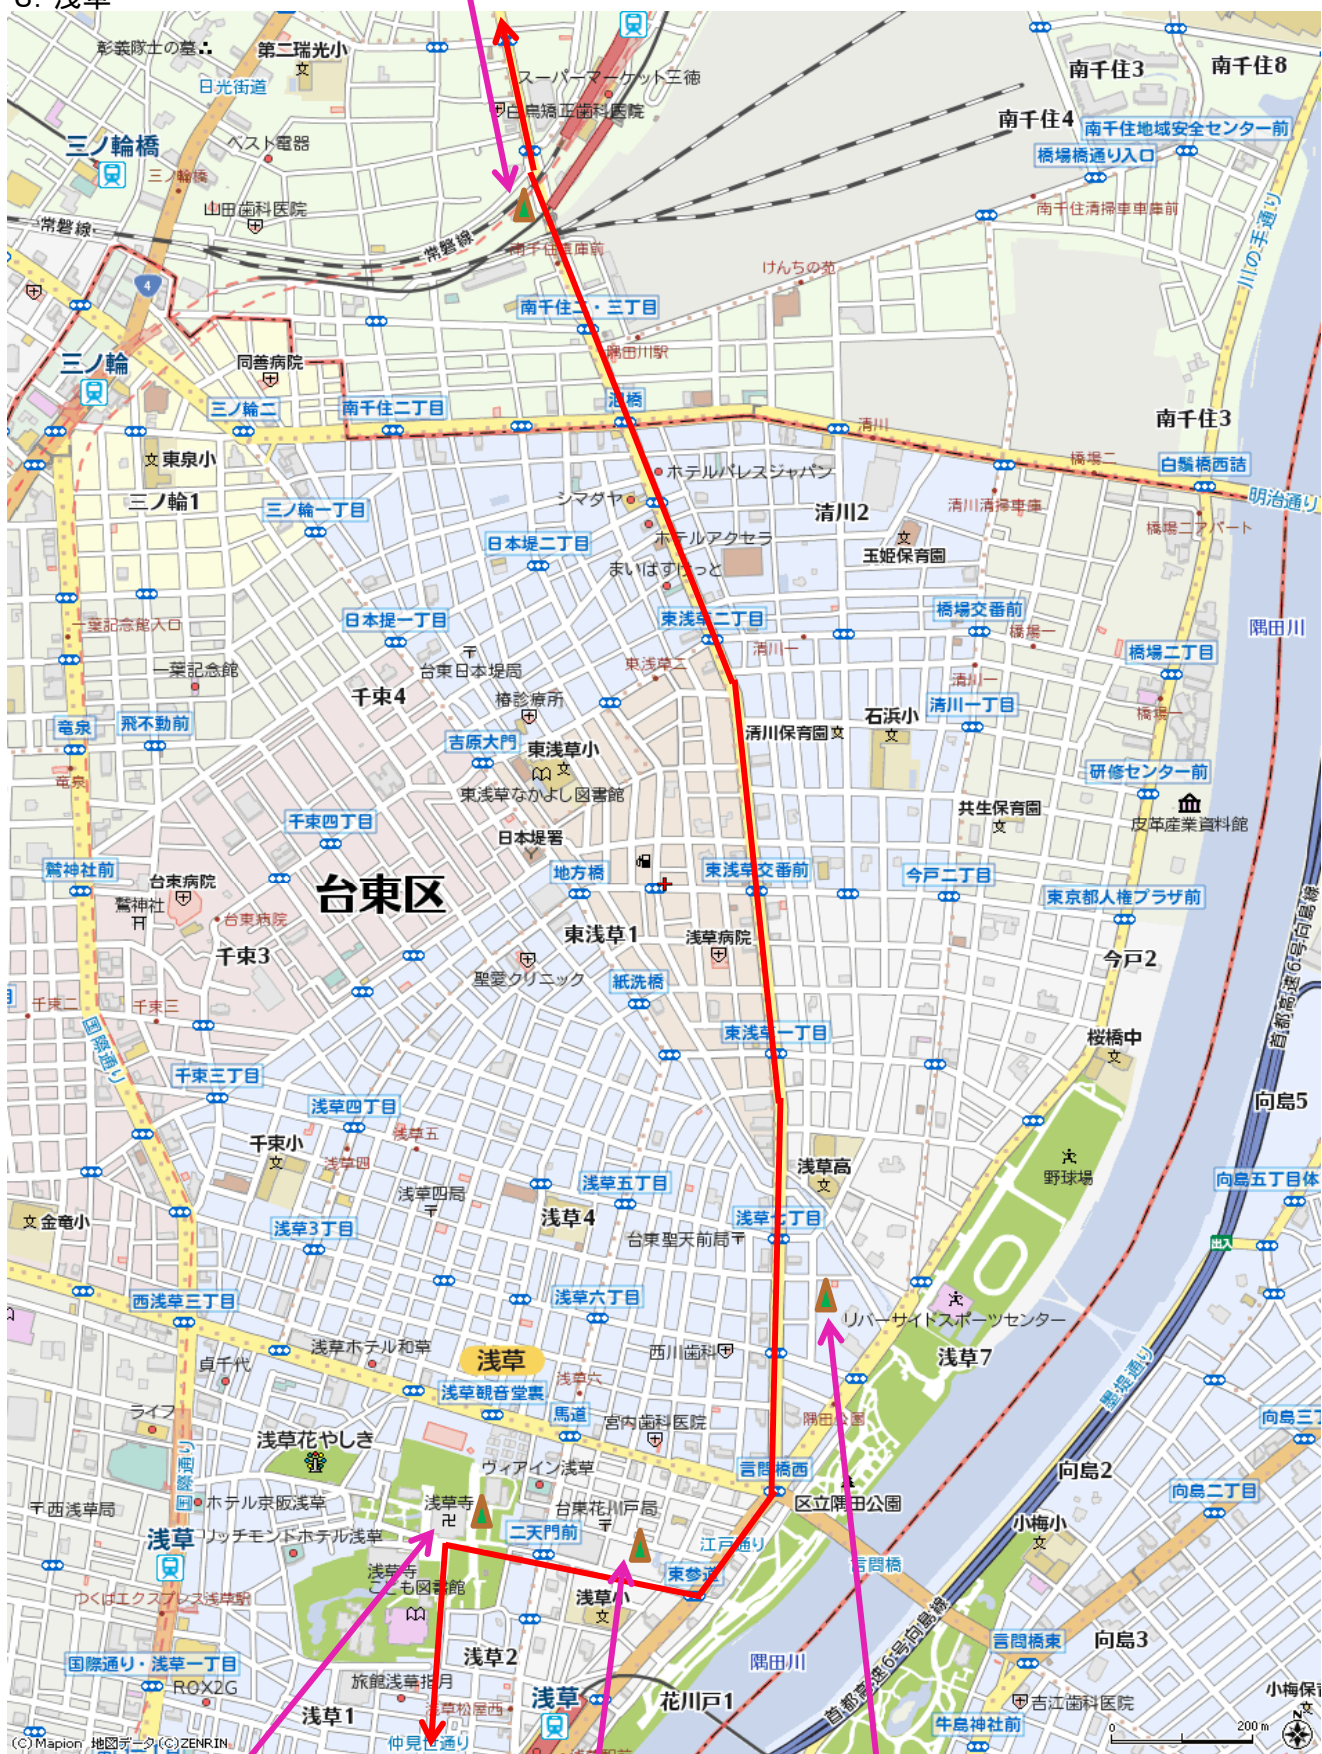 彰義隊士の墓
第二瑞光小
日光街道
スーパーマーケット三徳
白鳥矯正歯科医院
南千住3
南千住8
南千住4
南千住地域安全センター前
橋場橋通り入口
三ノ輪橋
ベスト電器
三ノ輪橋
山田歯科医院
南千住清掃車車庫前
常磐線
常磐線
南千住車庫前
けんちの苑
川の手通り
4
南千住二・三丁目
隅田川駅
三ノ輪
同善病院
三ノ輪二
南千住二丁目
泪橋
清川
南千住3
東泉小
ホテルパレスジャパン
橋場二
白鬚橋西詰
三ノ輪1
シマダヤ
明治通り
三ノ輪一丁目
清川2
清川清掃車庫
橋場二アパート
日本堤二丁目
ホテルアクセラ
玉姫保育園
まいばすけっと
一葉記念館入口
日本堤一丁目
東浅草二丁目
橋場交番前
橋場一
隅田川
一葉記念館
台東日本堤局
東浅草二
清川一
橋場二丁目
千束4
椿診療所
清川一
竜泉
飛不動前
石浜小
清川一丁目
橋場一
吉原大門
東浅草小
清川保育園
竜泉
東浅草なかよし図書館
研修センター前
千束四丁目
日本堤署
共生保育園
皮革産業資料館
鷲神社前
台東病院
台東区
地方橋
東浅草交番前
今戸二丁目
東京都人権プラザ前
鷲神社
台東病院
千束3
東浅草1
浅草病院
今戸2
首都高速6号向島線
聖愛クリニック
紙洗橋
千束二
千束三
国際通り
東浅草一丁目
桜橋中
千束三丁目
浅草四丁目
向島5
千束小
浅草五
浅草四
浅草高
野球場
浅草四局
浅草五丁目
向島五丁目
金竜小
浅草3丁目
浅草4
浅草七丁目
台東聖天前局
出入
西浅草三丁目
浅草六丁目
リバーサイドスポーツセンター
浅草ホテル和草
浅草
西川歯科
浅草7
貞千代
浅草六
墨堤通り
浅草観音堂裏
ライフ
馬道
宮内歯科医院
隅田公園
浅草花やしき
向島2
国際通り
ヴィアイン浅草
言問橋西
西浅草局
ホテル京阪浅草
浅草寺
台東花川戸局
区立隅田公園
向島二丁目
浅草
リッチモンドホテル浅草
二天門前
江戸通り
小梅小
浅草寺
こども図書館
東参道
言問橋
つくばエクスプレス浅草駅
浅草小
国際通り・浅草一丁目
浅草2
隅田川
言問橋東
向島3
ROX2G
旅館浅草指月
浅草
花川戸1
首都高速6号向島線
吉江歯科医院
浅草1
浅草松屋西
牛島神社前
仲見世通り
0
200m
N
(C)Mapion 地図データ(C)ZENRIN